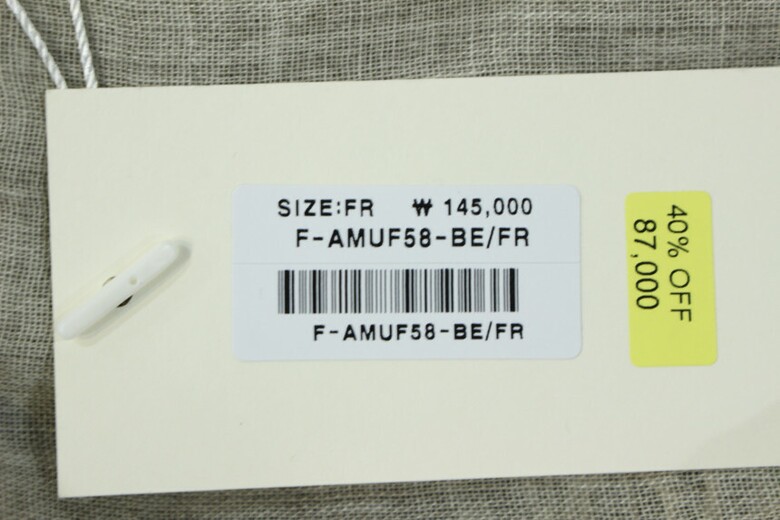 SIZE:FR ₩ 145,000
F-AMUF58-BE/FR
F-AMUF58-BE/FR
40% OFF
87,000